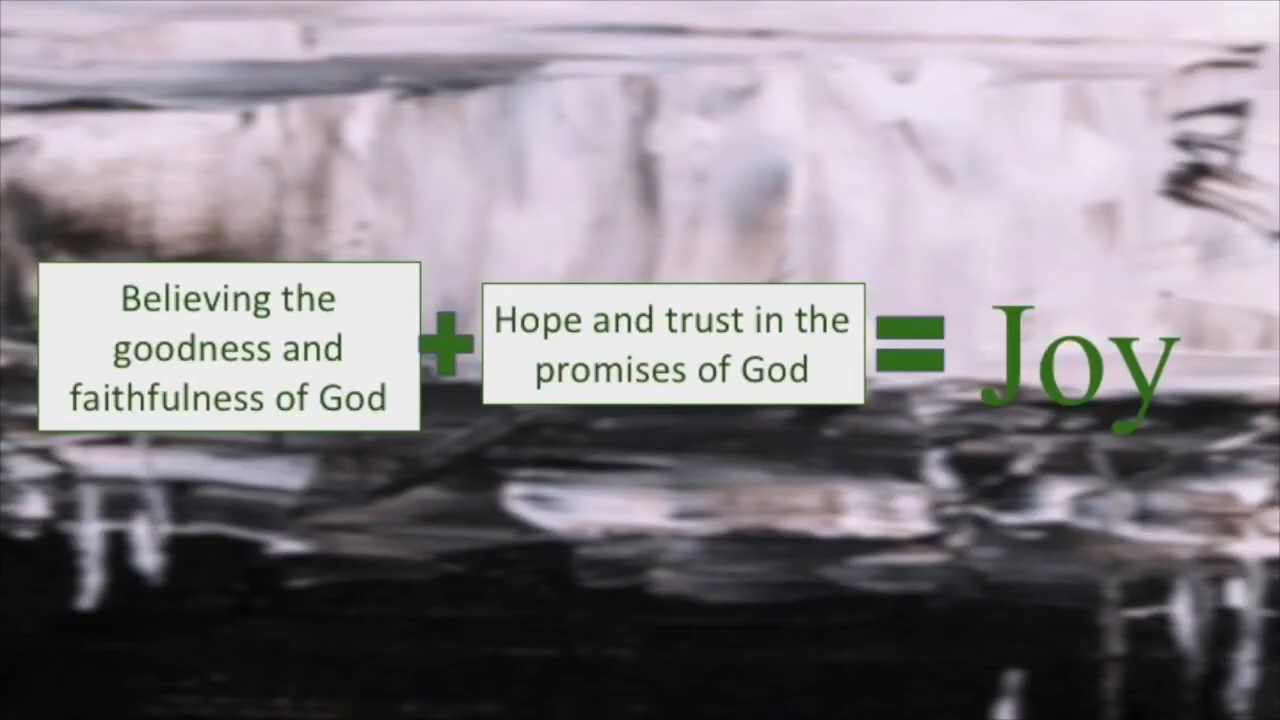 Believing the
goodness and
faithfulness of God
+
Hope and trust in the
promises of God
=
Joy